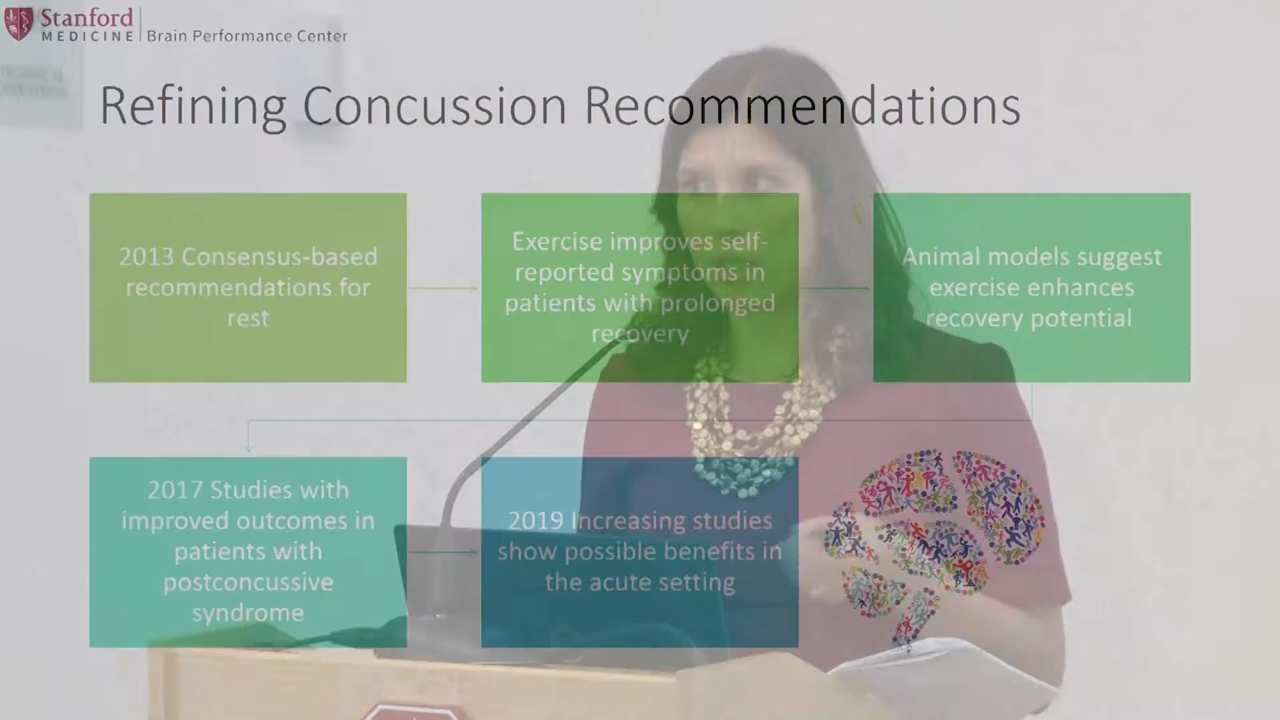 Stanford
MEDICINE
Brain Performance Center
Refining Concussion Recommendations
2013 Consensus-based
recommendations for
rest
Exercise improves self-
reported symptoms in
patients with prolonged
recovery
Animal models suggest
exercise enhances
recovery potential
2017 Studies with
improved outcomes in
patients with
postconcussive
syndrome
2019 Increasing studies
show possible benefits in
the acute setting